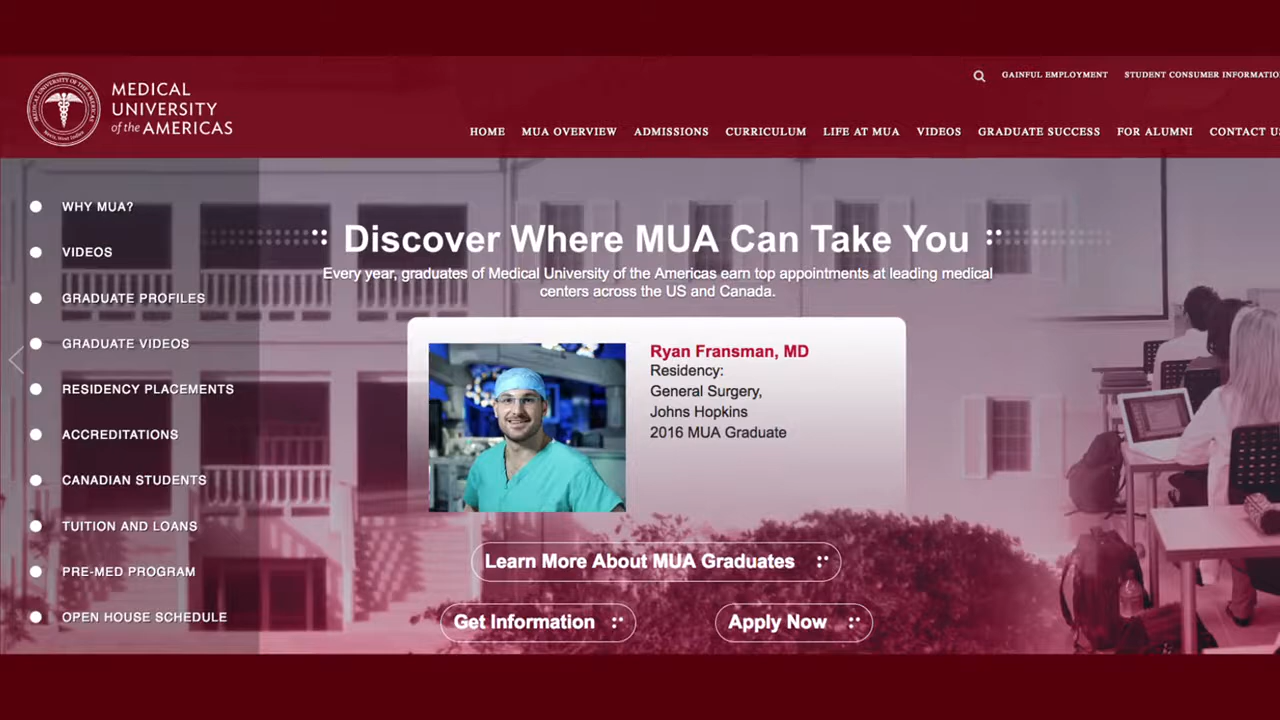 MEDICAL
UNIVERSITY
of the AMERICAS
GAINFUL EMPLOYMENT
STUDENT CONSUMER INFORMATIO
HOME
MUA OVERVIEW
ADMISSIONS
CURRICULUM
LIFE AT MUA
VIDEOS
GRADUATE SUCCESS
FOR ALUMNI
CONTACT US
WHY MUA?
VIDEOS
GRADUATE PROFILES
GRADUATE VIDEOS
RESIDENCY PLACEMENTS
ACCREDITATIONS
CANADIAN STUDENTS
TUITION AND LOANS
PRE-MED PROGRAM
OPEN HOUSE SCHEDULE
Discover Where MUA Can Take You
Every year, graduates of Medical University of the Americas earn top appointments at leading medical
centers across the US and Canada.
Ryan Fransman, MD
Residency:
General Surgery,
Johns Hopkins
2016 MUA Graduate
Learn More About MUA Graduates
Get Information
Apply Now